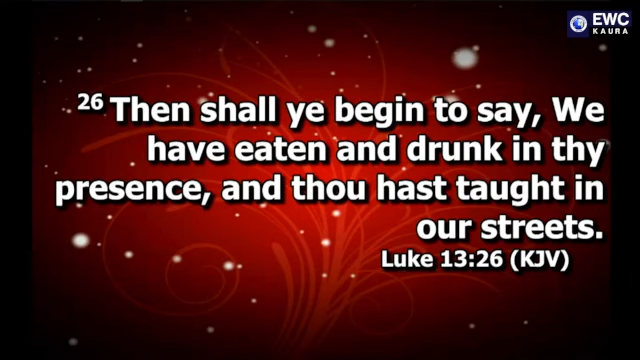 EWC
KAURA
26 Then shall ye begin to say, We
have eaten and drunk in thy
presence, and thou hast taught in
our streets.
Luke 13:26 (KJV)